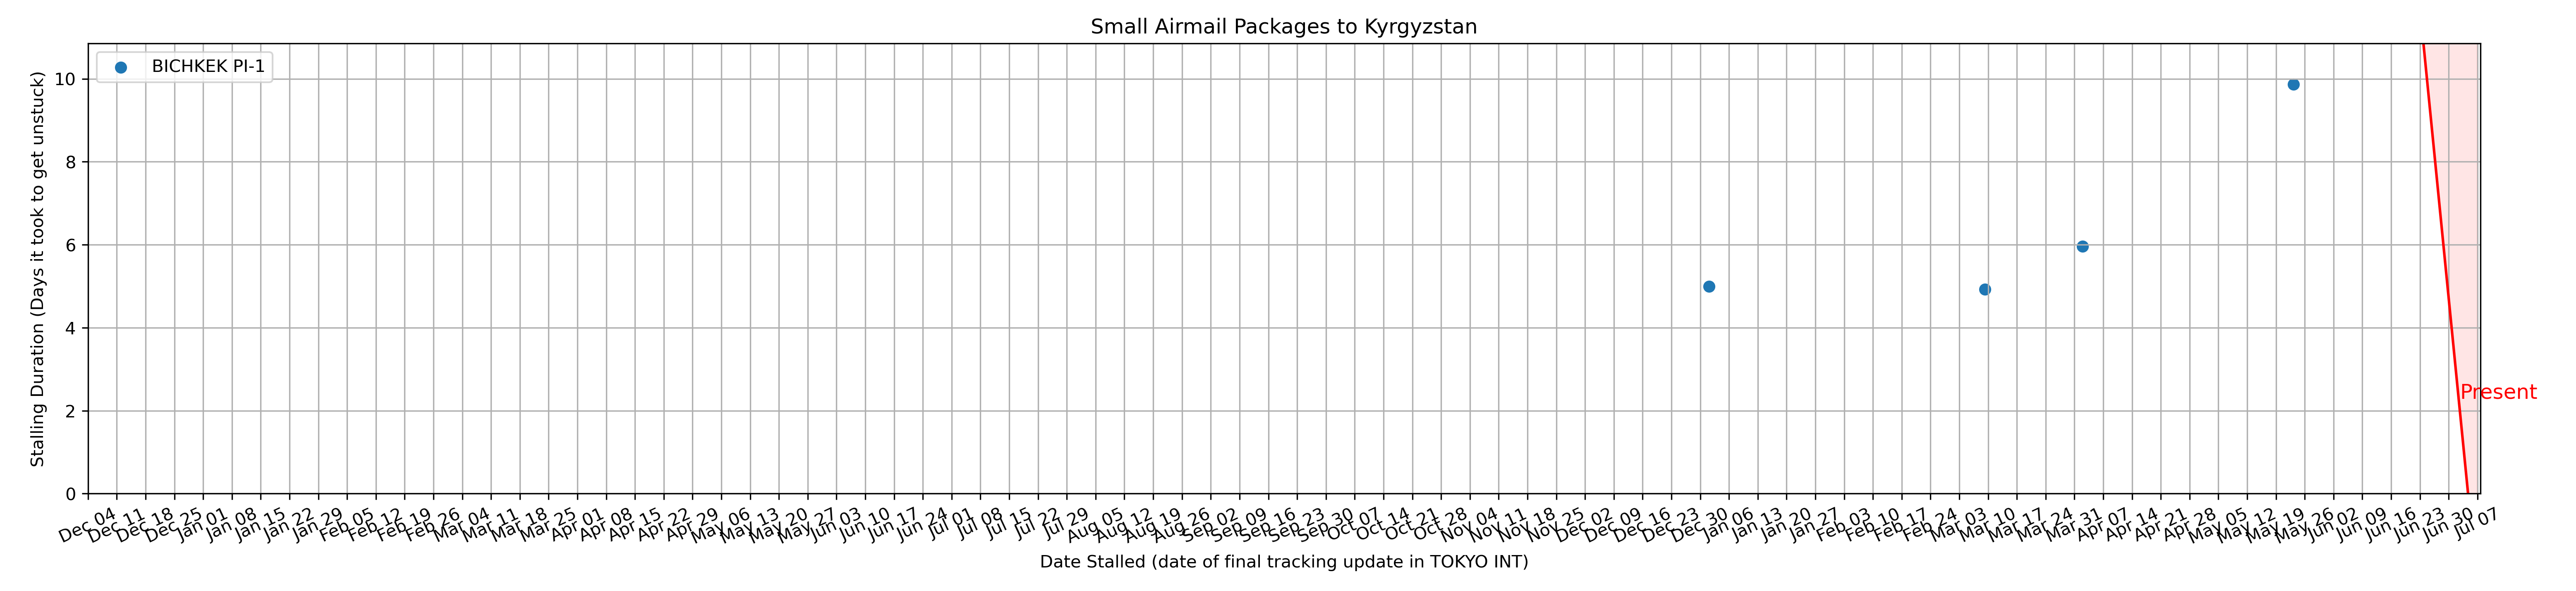 Small Airmail Packages to Kyrgyzstan
BICHKEK PI-1
Stalling Duration (Days it took to get unstuck)
10
8
6
4
2
0
Present
Dec 04 Dec 11 Dec 18 Dec 25 Jan 01 Jan 08 Jan 15 Jan 22 Jan 29 Feb 05 Feb 12 Feb 19 Feb 26 Mar 04 Mar 11 Mar 18 Mar 25 Apr 01 Apr 08 Apr 15 Apr 22 Apr 29 May 06 May 13 May 20 May 27 Jun 03 Jun 10 Jun 17 Jun 24 Jul 01 Jul 08 Jul 15 Jul 22 Jul 29 Aug 05 Aug 12 Aug 19 Aug 26 Sep 02 Sep 09 Sep 16 Sep 23 Sep 30 Oct 07 Oct 14 Oct 21 Oct 28 Nov 04 Nov 11 Nov 18 Nov 25 Dec 02 Dec 09 Dec 16 Dec 23 Dec 30 Jan 06 Jan 13 Jan 20 Jan 27 Feb 03 Feb 10 Feb 17 Feb 24 Mar 03 Mar 10 Mar 17 Mar 24 Mar 31 Apr 07 Apr 14 Apr 21 Apr 28 May 05 May 12 May 19 May 26 Jun 02 Jun 09 Jun 16 Jun 23 Jun 30 Jul 07
Date Stalled (date of final tracking update in TOKYO INT)